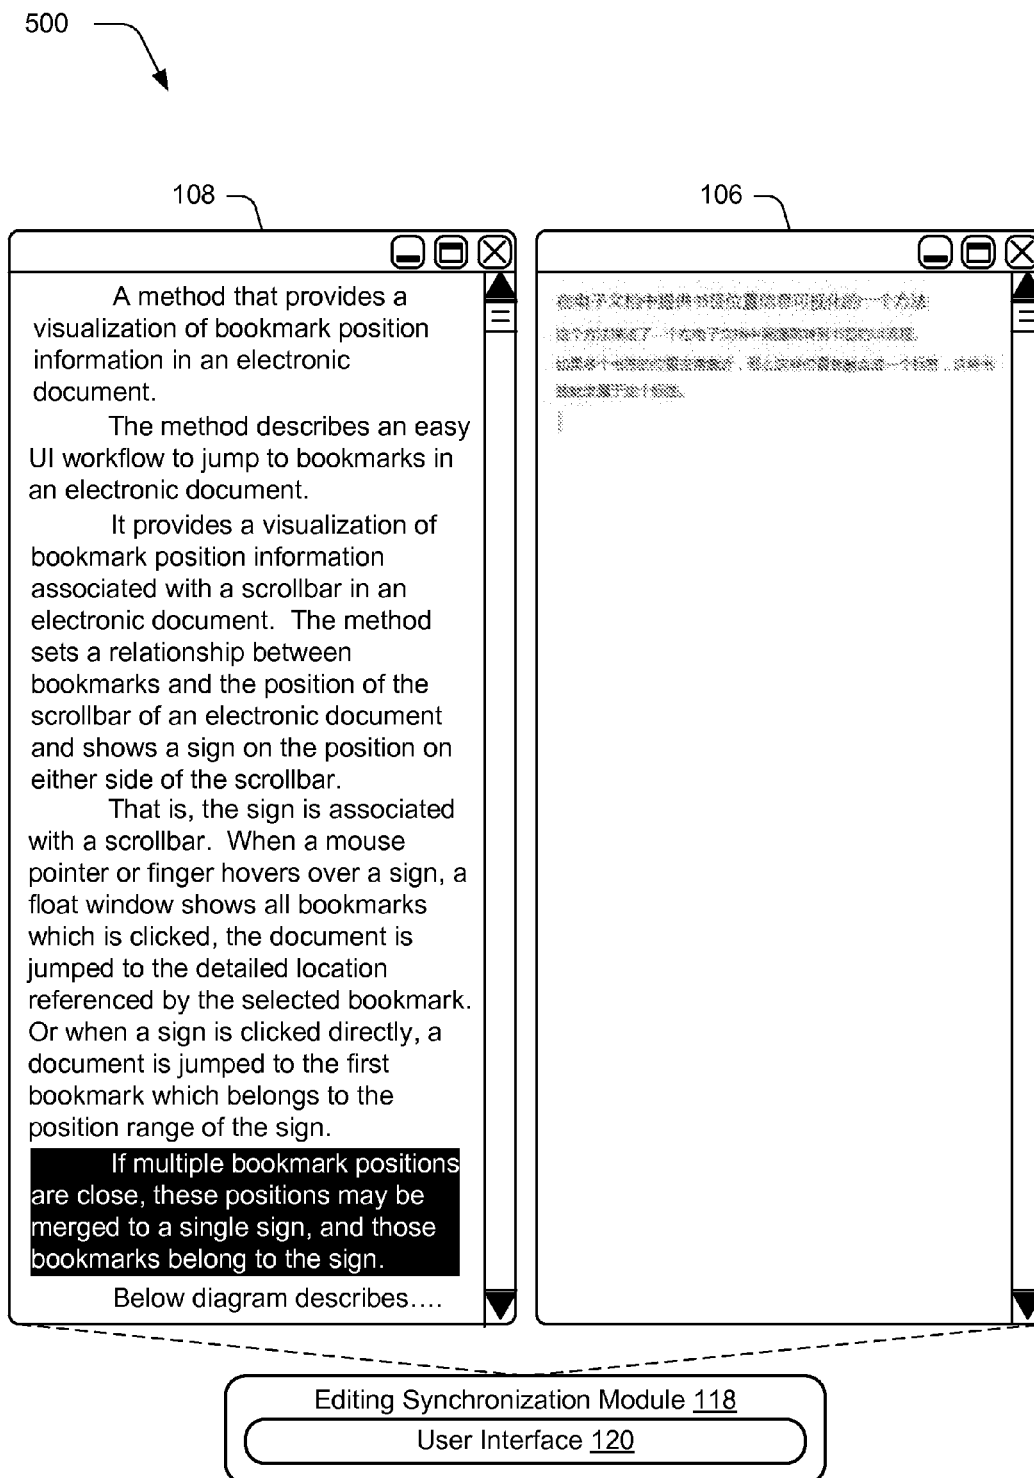 500
108
106
A method that provides a
visualization of bookmark position
information in an electronic
document.
The method describes an easy
UI workflow to jump to bookmarks in
an electronic document.
It provides a visualization of
bookmark position information
associated with a scrollbar in an
electronic document. The method
sets a relationship between
bookmarks and the position of the
scrollbar of an electronic document
and shows a sign on the position on
either side of the scrollbar.
That is, the sign is associated
with a scrollbar. When a mouse
pointer or finger hovers over a sign, a
float window shows all bookmarks
which is clicked, the document is
jumped to the detailed location
referenced by the selected bookmark.
Or when a sign is clicked directly, a
document is jumped to the first
bookmark which belongs to the
position range of the sign.
If multiple bookmark positions
are close, these positions may be
merged to a single sign, and those
bookmarks belong to the sign.
Below diagram describes....
Editing Synchronization Module 118
User Interface 120